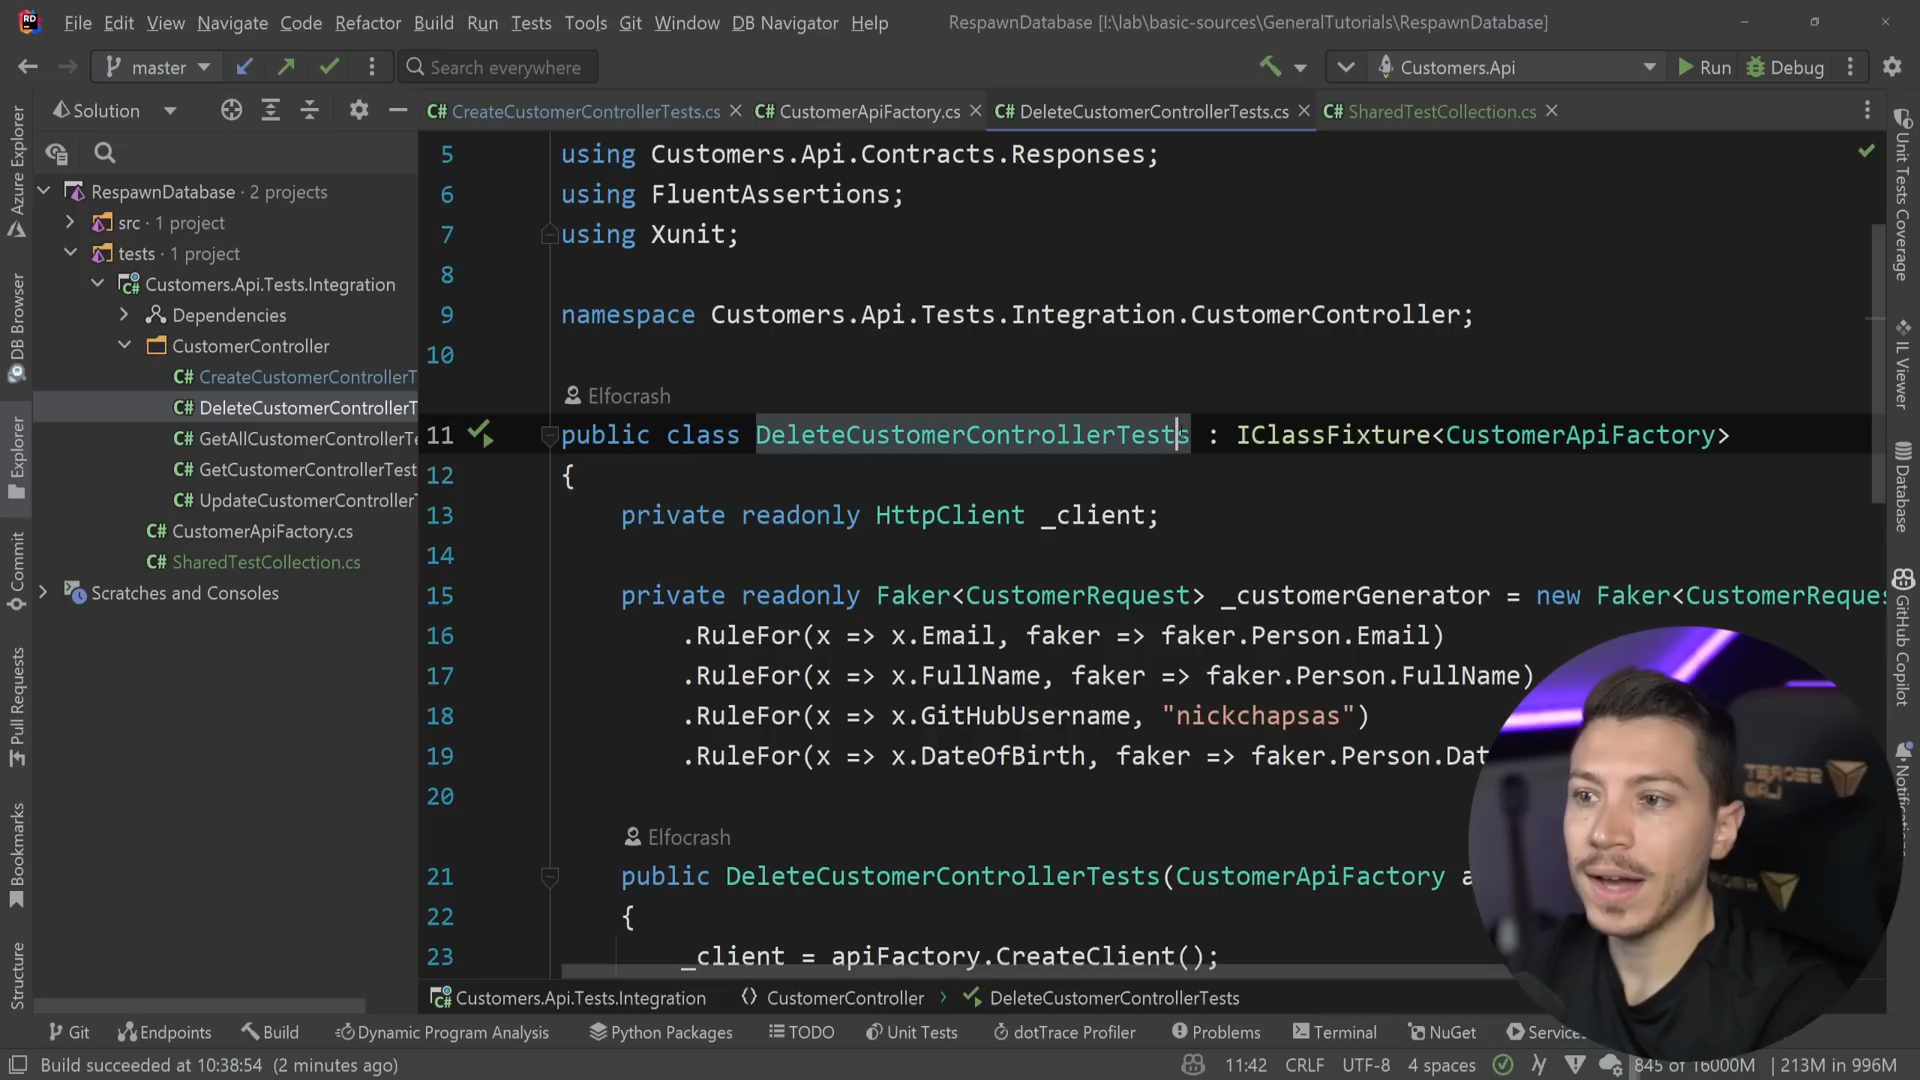 File Edit View Navigate Code Refactor Build Run Tests Tools Git Window DB Navigator Help RespawnDatabase [I:\lab\basic-sources\GeneralTutorials\RespawnDatabase]
master Search everywhere Customers.Api Run Debug
Solution CreateCustomerControllerTests.cs CustomerApiFactory.cs DeleteCustomerControllerTests.cs SharedTestCollection.cs
Azure Explorer
DB Browser
Explorer
Commit
Pull Requests
Bookmarks
Structure
RespawnDatabase · 2 projects
src · 1 project
tests · 1 project
Customers.Api.Tests.Integration
Dependencies
CustomerController
C# CreateCustomerControllerT
C# DeleteCustomerControllerT
C# GetAllCustomerControllerTe
C# GetCustomerControllerTest
C# UpdateCustomerControllerT
C# CustomerApiFactory.cs
C# SharedTestCollection.cs
Scratches and Consoles
5 using Customers.Api.Contracts.Responses;
6 using FluentAssertions;
7 using Xunit;
8
9 namespace Customers.Api.Tests.Integration.CustomerController;
10
Elfocrash
11 public class DeleteCustomerControllerTests : IClassFixture<CustomerApiFactory>
12 {
13 private readonly HttpClient _client;
14
15 private readonly Faker<CustomerRequest> _customerGenerator = new Faker<CustomerReques
16 .RuleFor(x => x.Email, faker => faker.Person.Email)
17 .RuleFor(x => x.FullName, faker => faker.Person.FullName)
18 .RuleFor(x => x.GitHubUsername, "nickchapsas")
19 .RuleFor(x => x.DateOfBirth, faker => faker.Person.Dat
20
Elfocrash
21 public DeleteCustomerControllerTests(CustomerApiFactory a
22 {
23 _client = apiFactory.CreateClient();
Unit Tests Coverage
IL Viewer
Database
GitHub Copilot
Notifications
SECRET
LAB
Customers.Api.Tests.Integration CustomerController DeleteCustomerControllerTests
Git Endpoints Build Dynamic Program Analysis Python Packages TODO Unit Tests dotTrace Profiler Problems Terminal NuGet Service
Build succeeded at 10:38:54 (2 minutes ago) 11:42 CRLF UTF-8 4 spaces 845 of 16000M 213M in 996M